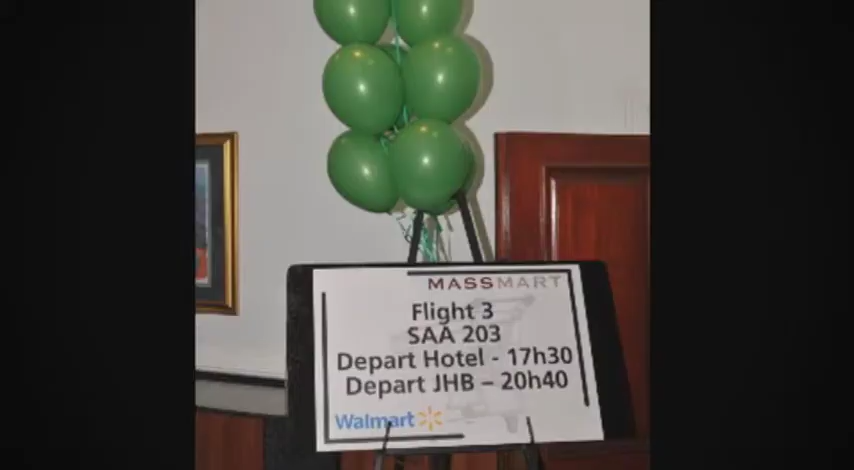 MASSMART
Flight 3
SAA 203
Depart Hotel - 17h30
Depart JHB – 20h40
Walmart